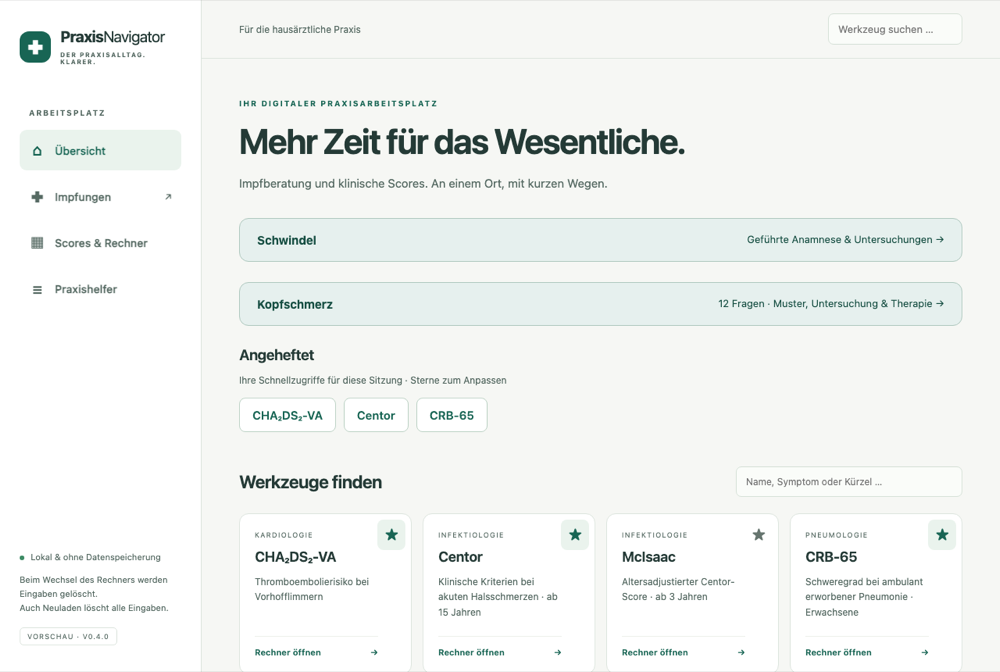 PraxisNavigator
DER PRAXISALLTAG.
KLARER.
ARBEITSPLATZ
Übersicht
Impfungen ↗
Scores & Rechner
Praxishelfer
Lokal & ohne Datenspeicherung
Beim Wechsel des Rechners werden
Eingaben gelöscht.
Auch Neuladen löscht alle Eingaben.
VORSCHAU · V0.4.0
Für die hausärztliche Praxis
Werkzeug suchen ...
IHR DIGITALER PRAXISARBEITSPLATZ
Mehr Zeit für das Wesentliche.
Impfberatung und klinische Scores. An einem Ort, mit kurzen Wegen.
Schwindel
Geführte Anamnese & Untersuchungen →
Kopfschmerz
12 Fragen · Muster, Untersuchung & Therapie →
Angeheftet
Ihre Schnellzugriffe für diese Sitzung · Sterne zum Anpassen
CHA₂DS₂-VA
Centor
CRB-65
Werkzeuge finden
Name, Symptom oder Kürzel ...
KARDIOLOGIE
CHA₂DS₂-VA
Thromboembolierisiko bei
Vorhofflimmern
Rechner öffnen →
INFEKTIOLOGIE
Centor
Klinische Kriterien bei
akuten Halsschmerzen · ab
15 Jahren
Rechner öffnen →
INFEKTIOLOGIE
McIsaac
Altersadjustierter Centor-
Score · ab 3 Jahren
Rechner öffnen →
PNEUMOLOGIE
CRB-65
Schweregrad bei ambulant
erworbener Pneumonie ·
Erwachsene
Rechner öffnen →